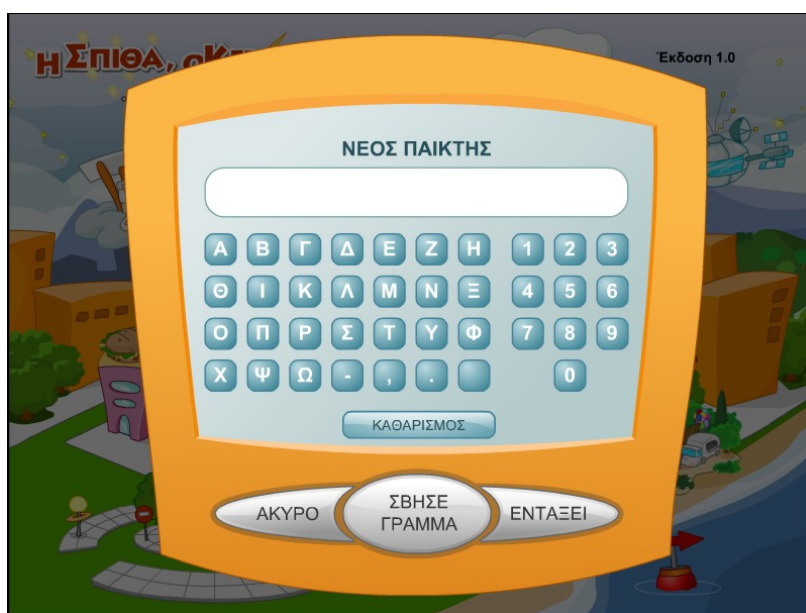 Η ΣΠΙΘΑ, ο
Έκδοση 1.0
ΝΕΟΣ ΠΑΙΚΤΗΣ
Α Β Γ Δ Ε Ζ Η 1 2 3
Θ Ι Κ Λ Μ Ν Ξ 4 5 6
Ο Π Ρ Σ Τ Υ Φ 7 8 9
Χ Ψ Ω - , . 0
ΚΑΘΑΡΙΣΜΟΣ
ΑΚΥΡΟ
ΣΒΗΣΕ
ΓΡΑΜΜΑ
ΕΝΤΑΞΕΙ